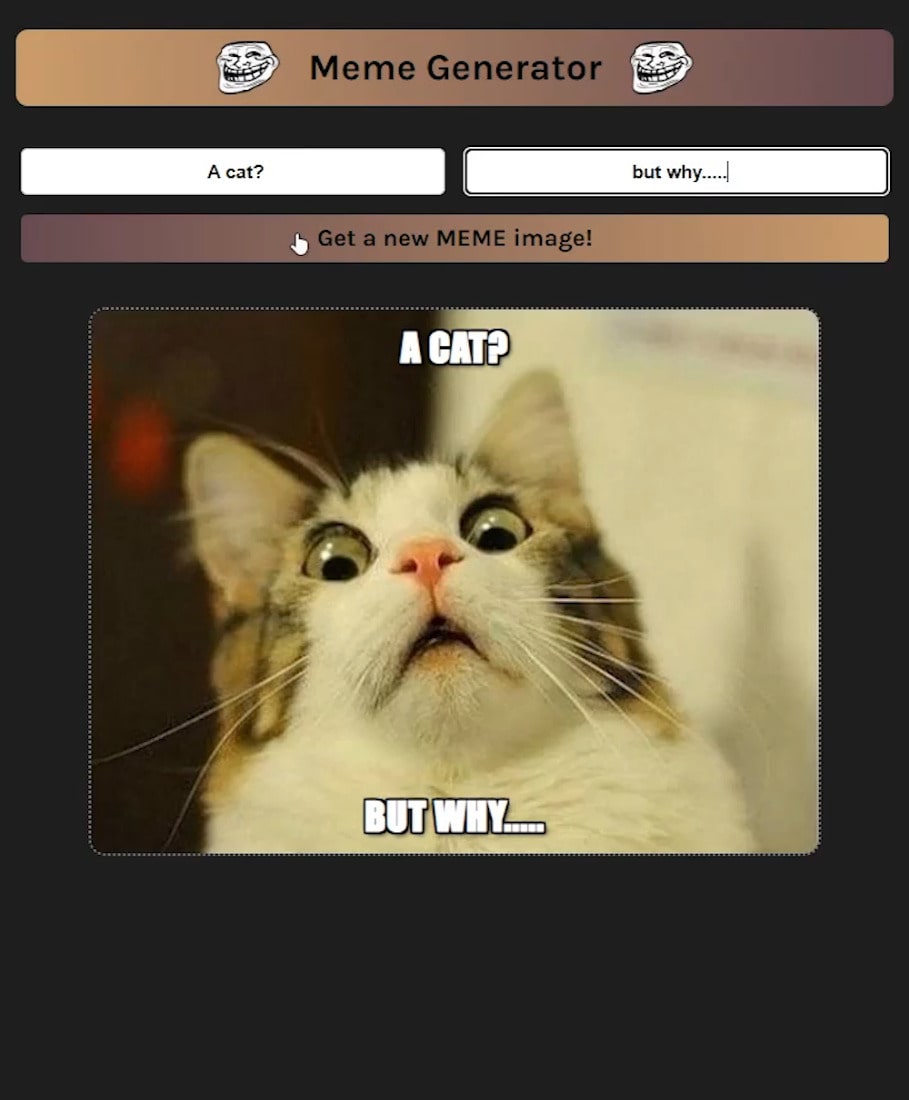 Meme Generator
A cat?
but why.....
Get a new MEME image!
A CAT?
BUT WHY.....